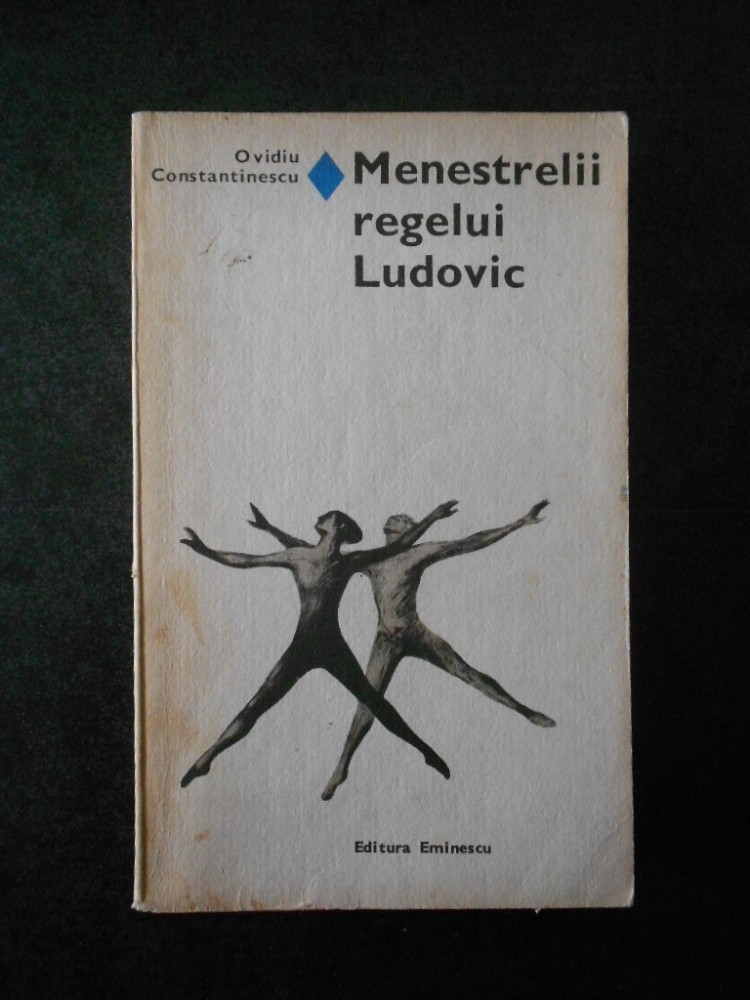 Ovidiu
Constantinescu
Menestrelii
regelui
Ludovic
Editura Eminescu